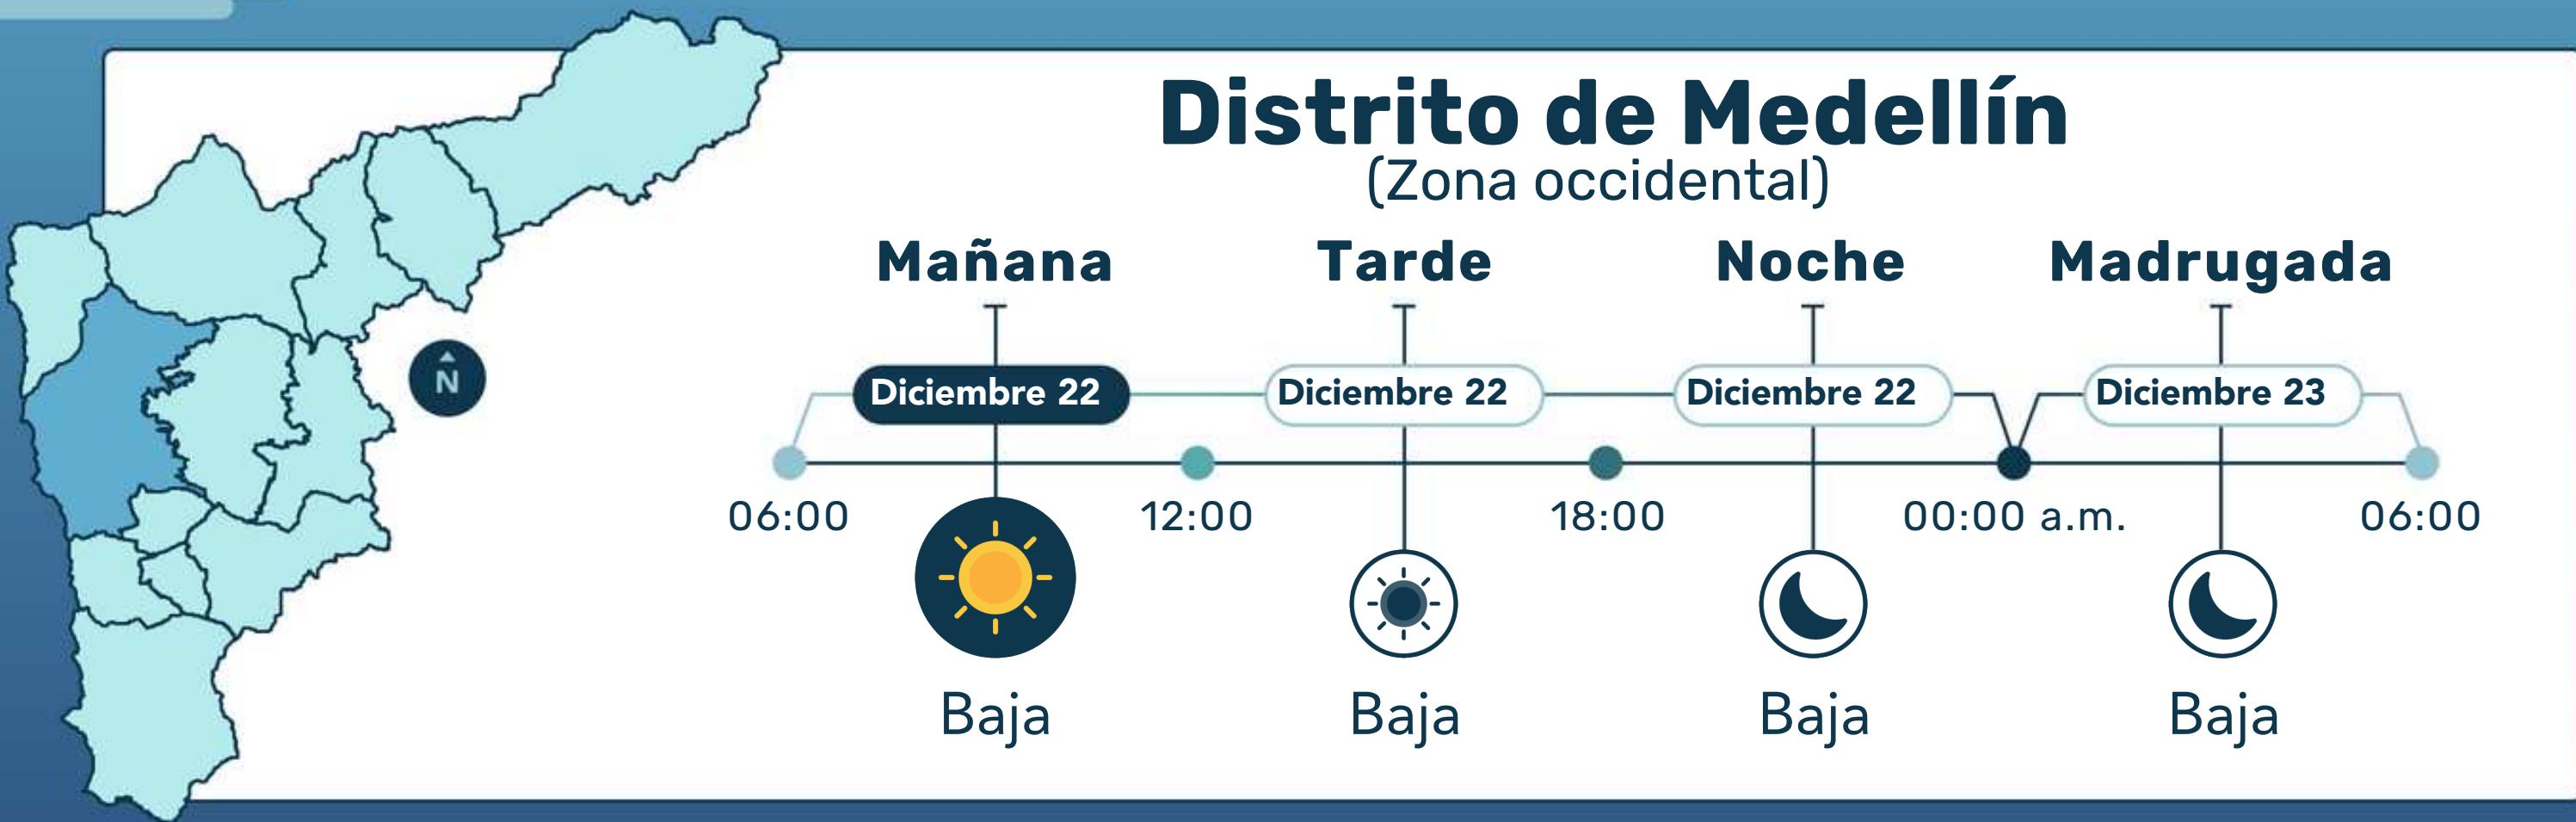 Distrito de Medellín
(Zona occidental)
Mañana Tarde Noche Madrugada
Diciembre 22 Diciembre 22 Diciembre 22 Diciembre 23
N
06:00 12:00 18:00 00:00 a.m. 06:00
Baja Baja Baja Baja